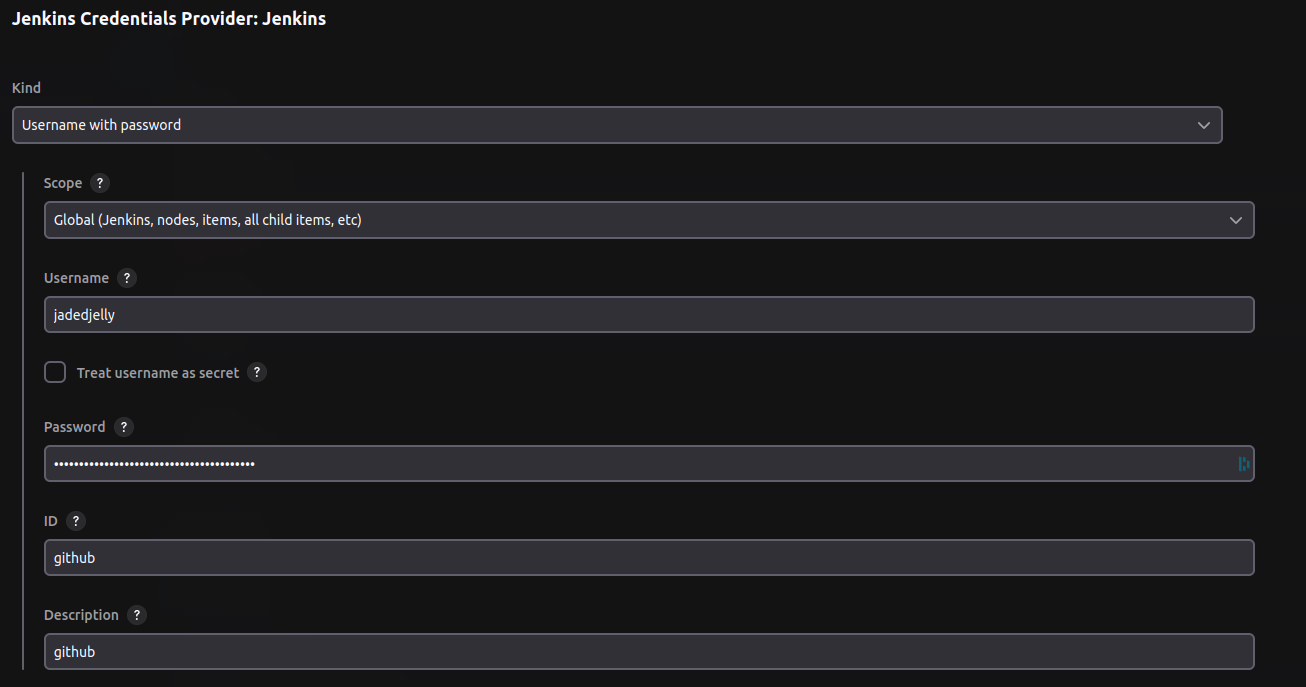 Jenkins Credentials Provider: Jenkins
Kind
Username with password
Scope ?
Global (Jenkins, nodes, items, all child items, etc)
Username ?
jadedjelly
Treat username as secret ?
Password ?
••••••••••••••••••••••••••••••••••••••••
ID ?
github
Description ?
github